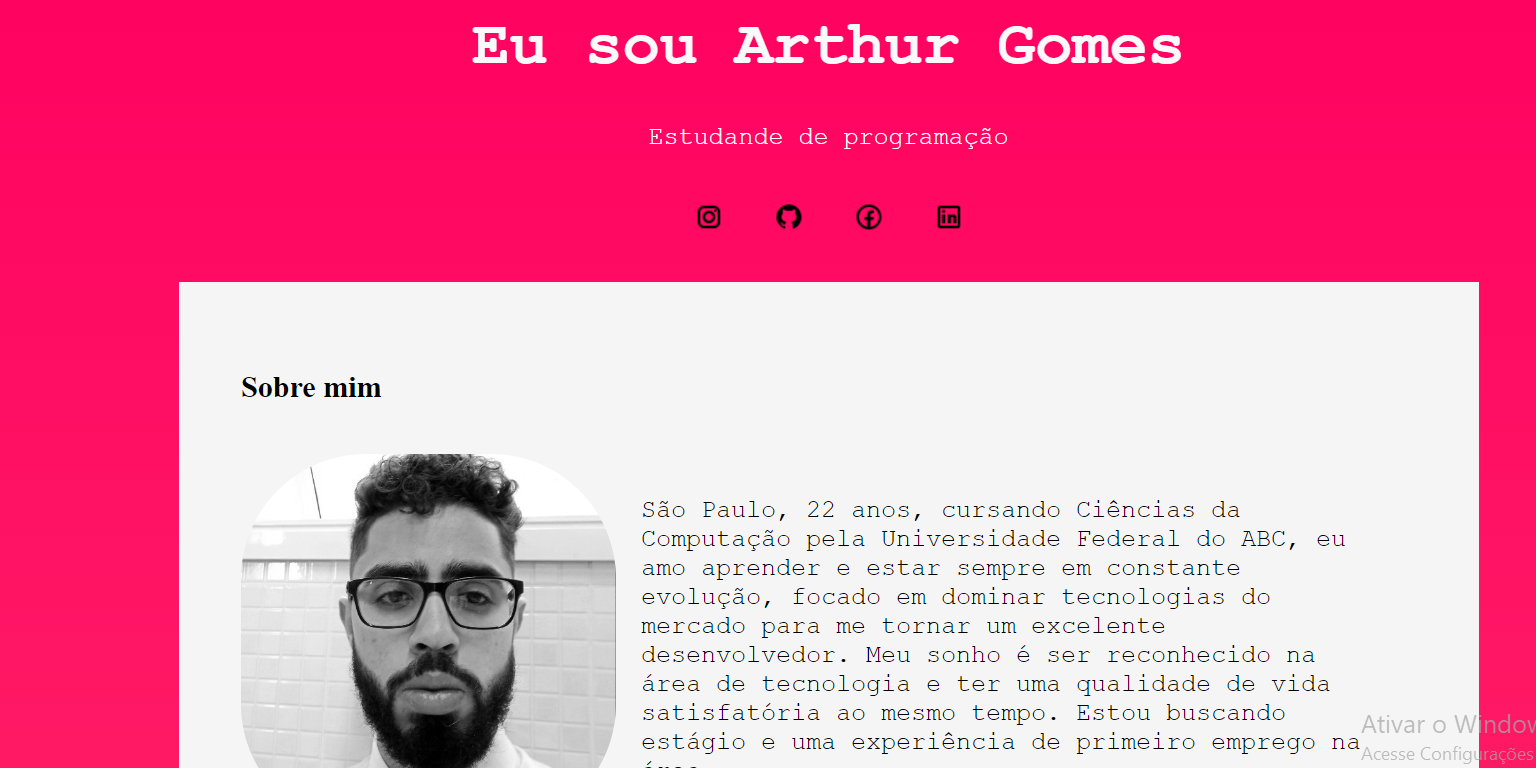 Eu sou Arthur Gomes
Estudande de programação
Sobre mim
São Paulo, 22 anos, cursando Ciências da
Computação pela Universidade Federal do ABC, eu
amo aprender e estar sempre em constante
evolução, focado em dominar tecnologias do
mercado para me tornar um excelente
desenvolvedor. Meu sonho é ser reconhecido na
área de tecnologia e ter uma qualidade de vida
satisfatória ao mesmo tempo. Estou buscando
estágio e uma experiência de primeiro emprego na
Ativar o Window
Acesse Configurações